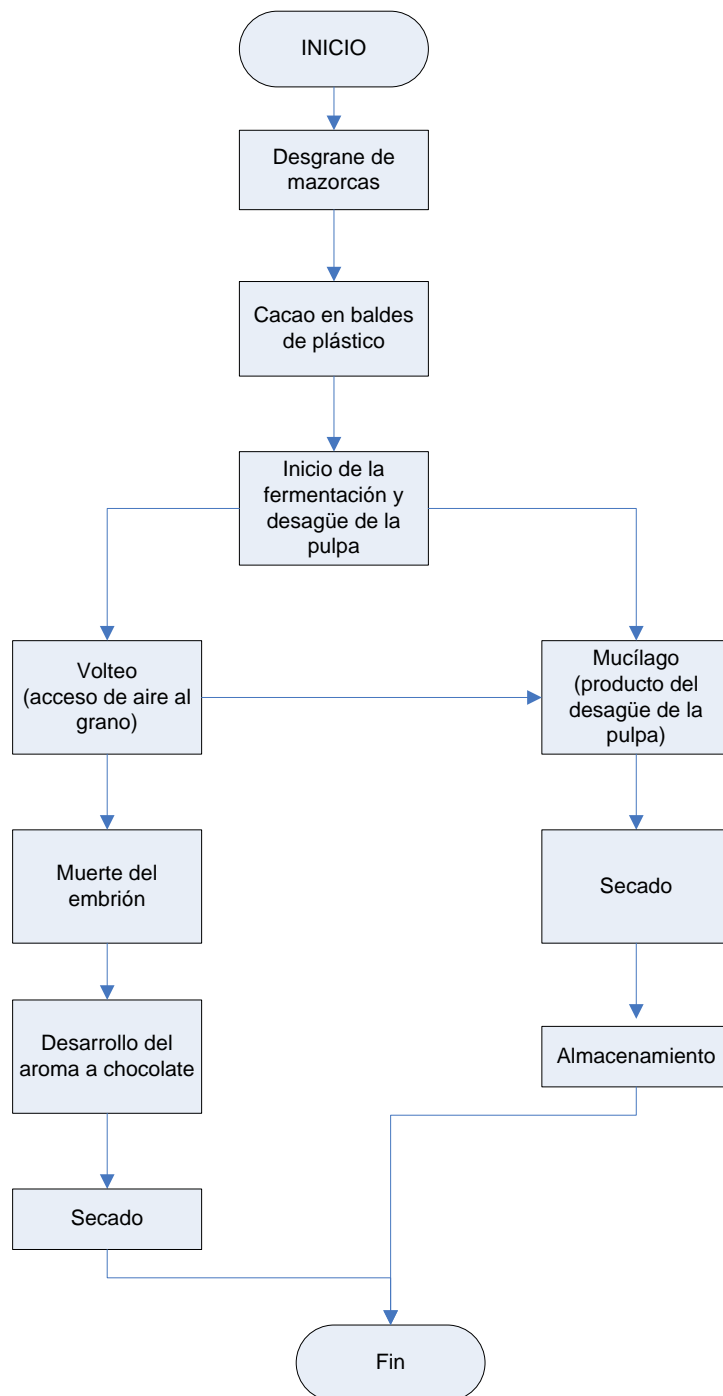 INICIO
Desgrane de
mazorcas
Cacao en baldes
de plástico
Inicio de la
fermentación y
desagüe de la
pulpa
Volteo
(acceso de aire al
grano)
Mucílago
(producto del
desagüe de la
pulpa)
Muerte del
embrión
Secado
Desarrollo del
aroma a chocolate
Almacenamiento
Secado
Fin